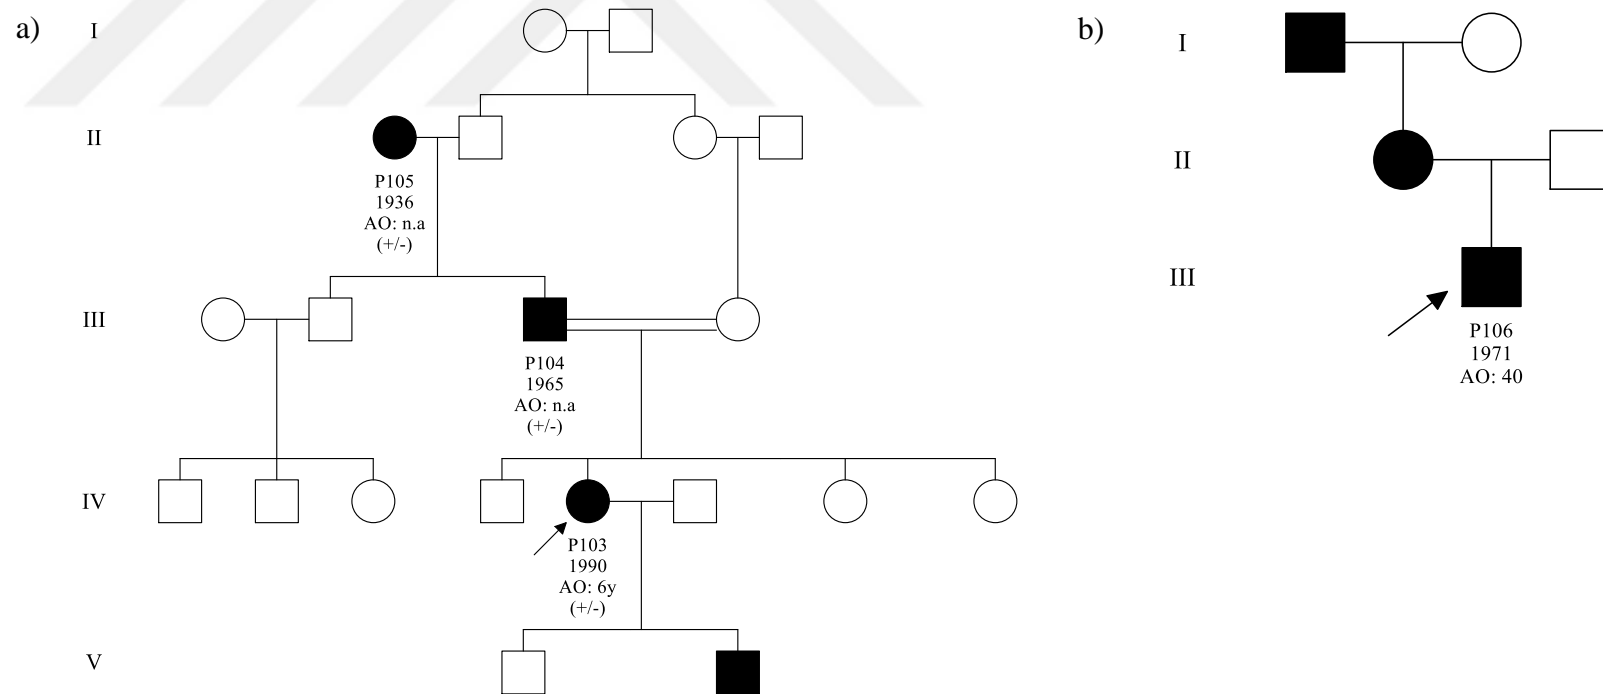 a)
I
II
P105
1936
AO: n.a
(+/-)
III
P104
1965
AO: n.a
(+/-)
IV
P103
1990
AO: 6y
(+/-)
V
b)
I
II
III
P106
1971
AO: 40